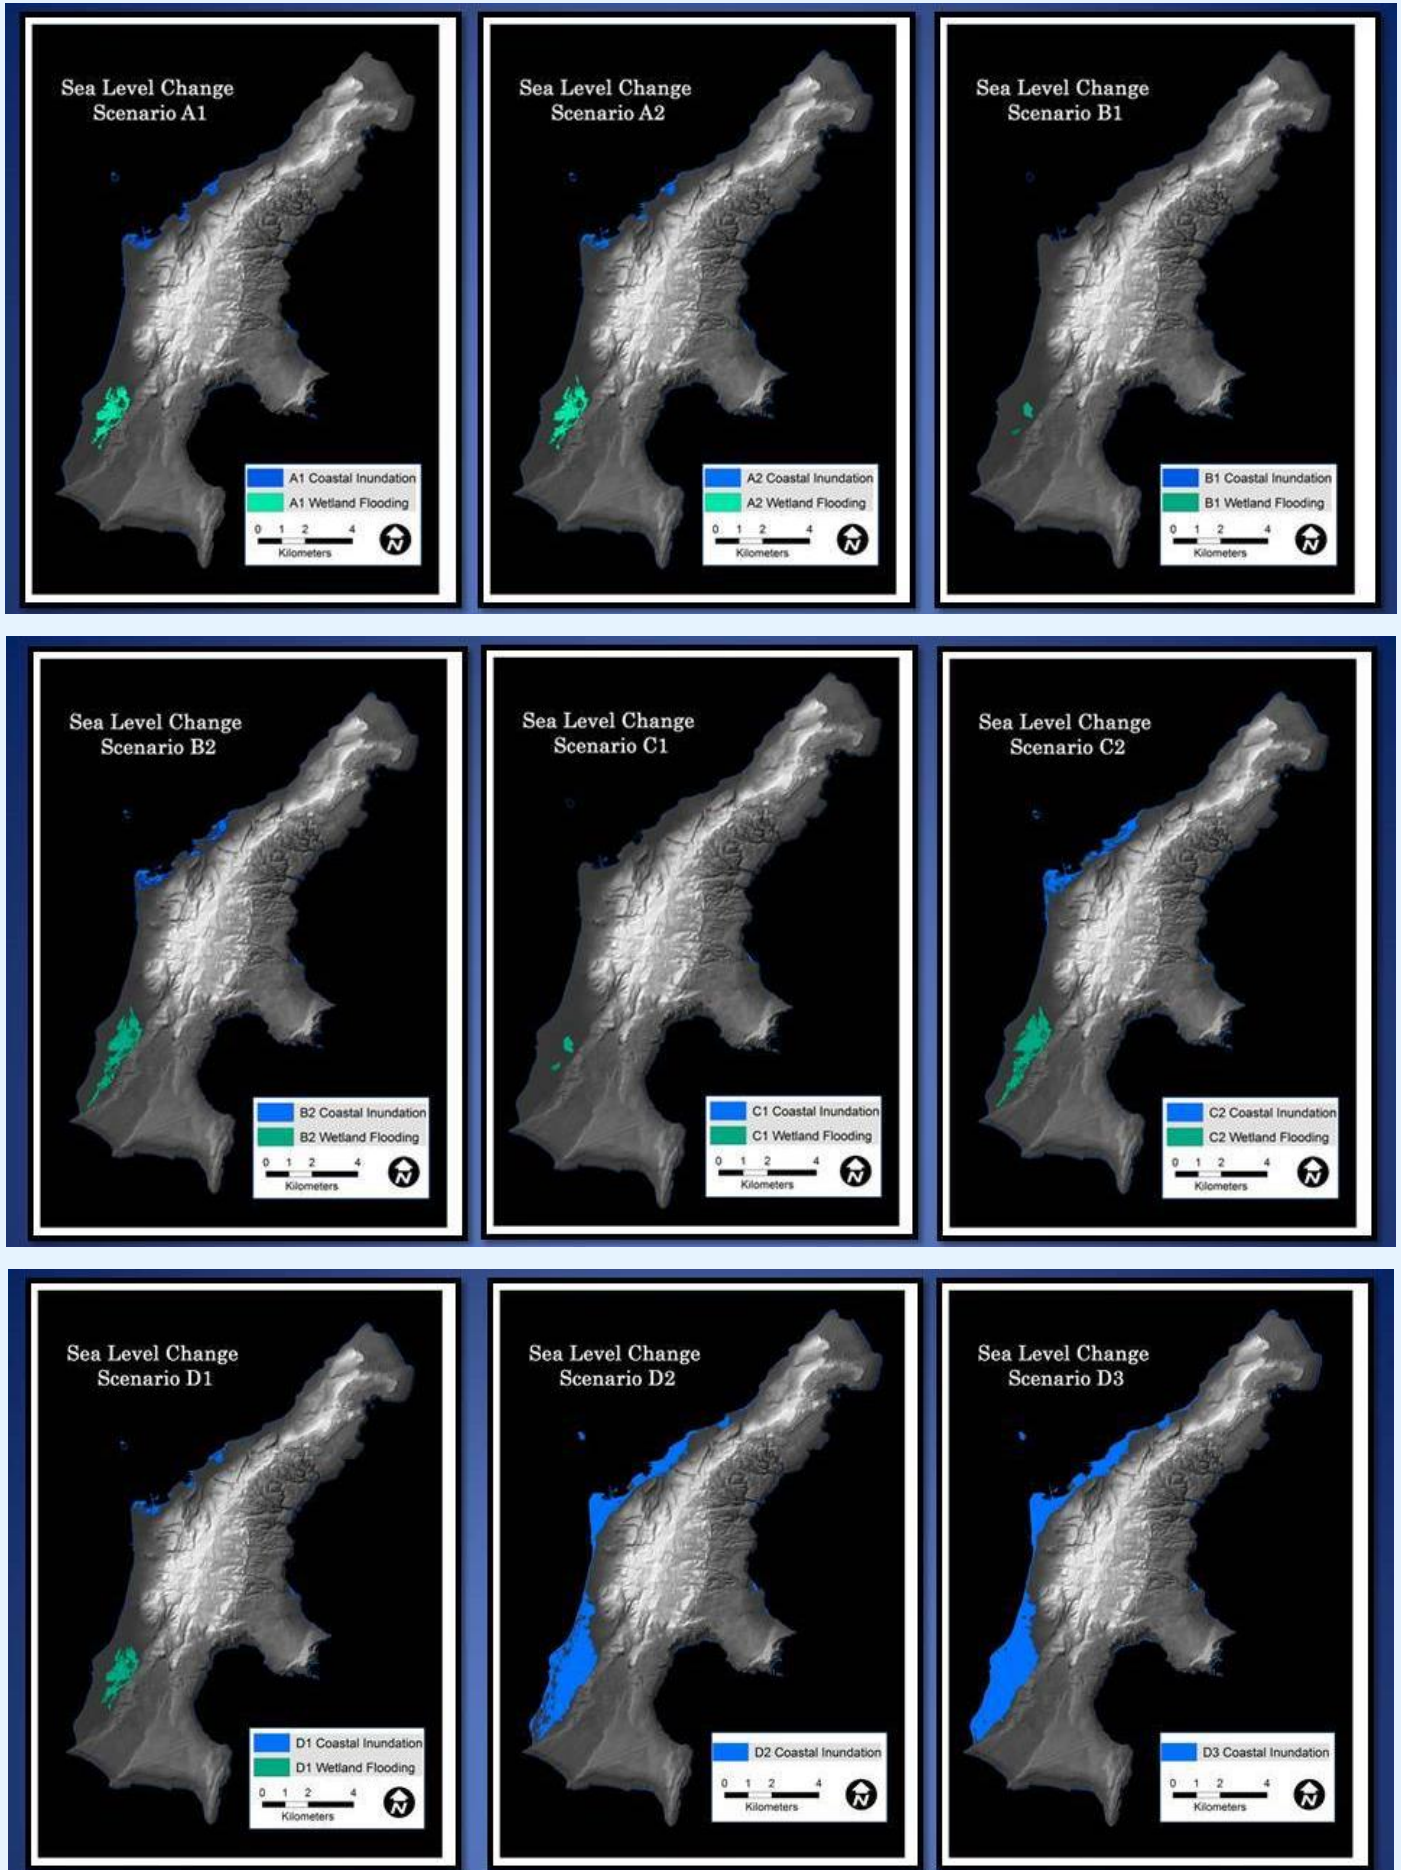 Sea Level Change
Scenario A1
A1 Coastal Inundation
A1 Wetland Flooding
0 1 2 4
Kilometers
N
Sea Level Change
Scenario A2
A2 Coastal Inundation
A2 Wetland Flooding
0 1 2 4
Kilometers
N
Sea Level Change
Scenario B1
B1 Coastal Inundation
B1 Wetland Flooding
0 1 2 4
Kilometers
N
Sea Level Change
Scenario B2
B2 Coastal Inundation
B2 Wetland Flooding
0 1 2 4
Kilometers
N
Sea Level Change
Scenario C1
C1 Coastal Inundation
C1 Wetland Flooding
0 1 2 4
Kilometers
N
Sea Level Change
Scenario C2
C2 Coastal Inundation
C2 Wetland Flooding
0 1 2 4
Kilometers
N
Sea Level Change
Scenario D1
D1 Coastal Inundation
D1 Wetland Flooding
0 1 2 4
Kilometers
N
Sea Level Change
Scenario D2
D2 Coastal Inundation
0 1 2 4
Kilometers
N
Sea Level Change
Scenario D3
D3 Coastal Inundation
0 1 2 4
Kilometers
N